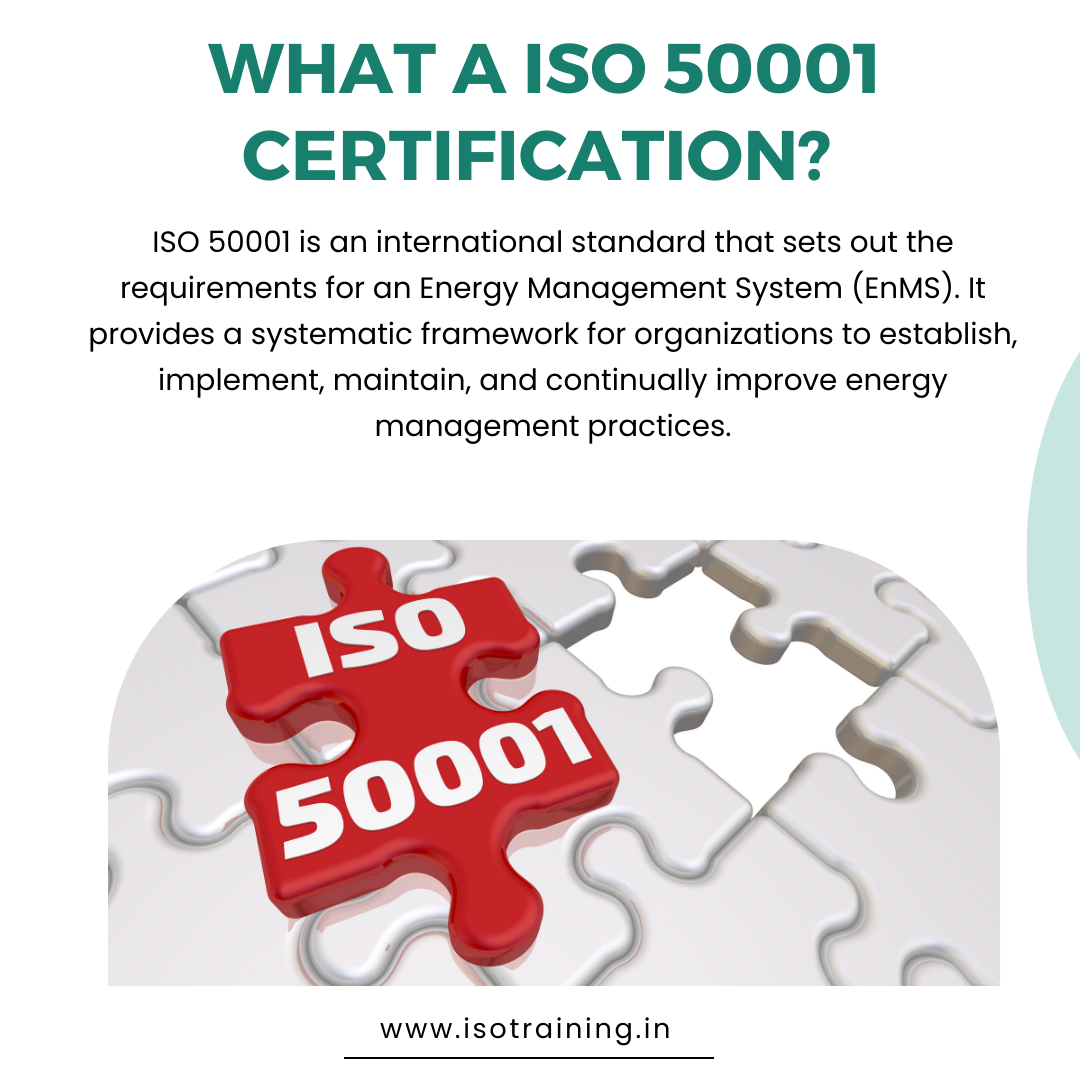 WHAT A ISO 50001
CERTIFICATION?
ISO 50001 is an international standard that sets out the
requirements for an Energy Management System (EnMS). It
provides a systematic framework for organizations to establish,
implement, maintain, and continually improve energy
management practices.
ISO
50001
www.isotraining.in